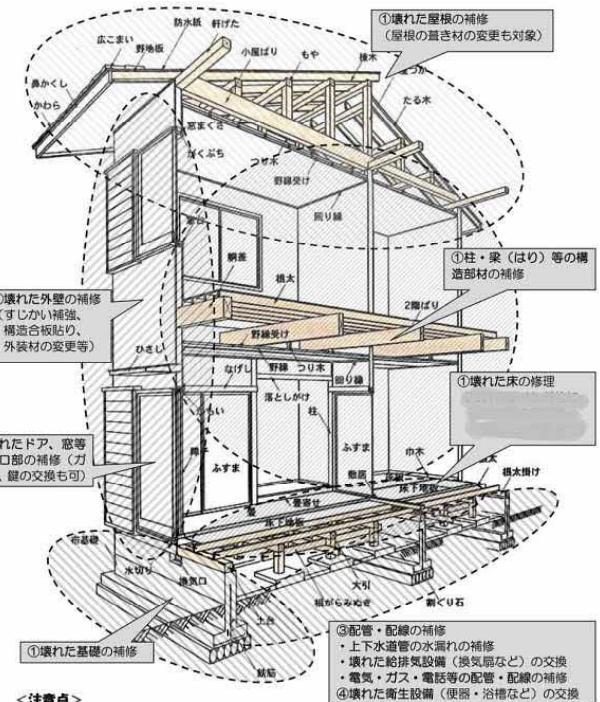 ①壊れた屋根の補修
(屋根の葺き材の変更も対象)
防水紙
軒げた
広こまい
野地板
小屋ばり
もや
棟木
鼻かくし
かわら
たる木
窓まくさ
がくぶち
つり木
野縁受け
回り縁
胴差
根太
①柱・梁(はり)等の構
造部材の補修
2階ばり
壊れた外壁の補修
(すじかい補強、
構造合板貼り、
外装材の変更等)
野縁受け
ひさし
なげし
野縁
つり木
回り縁
落としがけ
①壊れた床の修理
柱
れたドア、窓等
口部の補修(ガ
、鍵の交換も可)
ふすま
ふすま
敷居
巾木
床下地板
根太掛け
畳寄せ
床下地板
布基礎
水切り
換気口
大引
根がらみぬき
割ぐり石
土台
①壊れた基礎の補修
鉄筋
③配管・配線の補修
・上下水道管の水漏れの補修
・壊れた給排気設備(換気扇など)の交換
・電気・ガス・電話等の配管・配線の補修
④壊れた衛生設備(便器・浴槽など)の交換
<注意点>